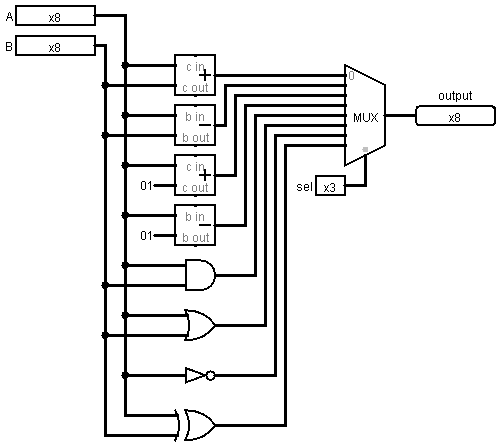 A x8
B x8
c in
+
c out
b in
−
b out
c in
+
01 c out
b in
−
01 b out
0
MUX
output
x8
sel x3